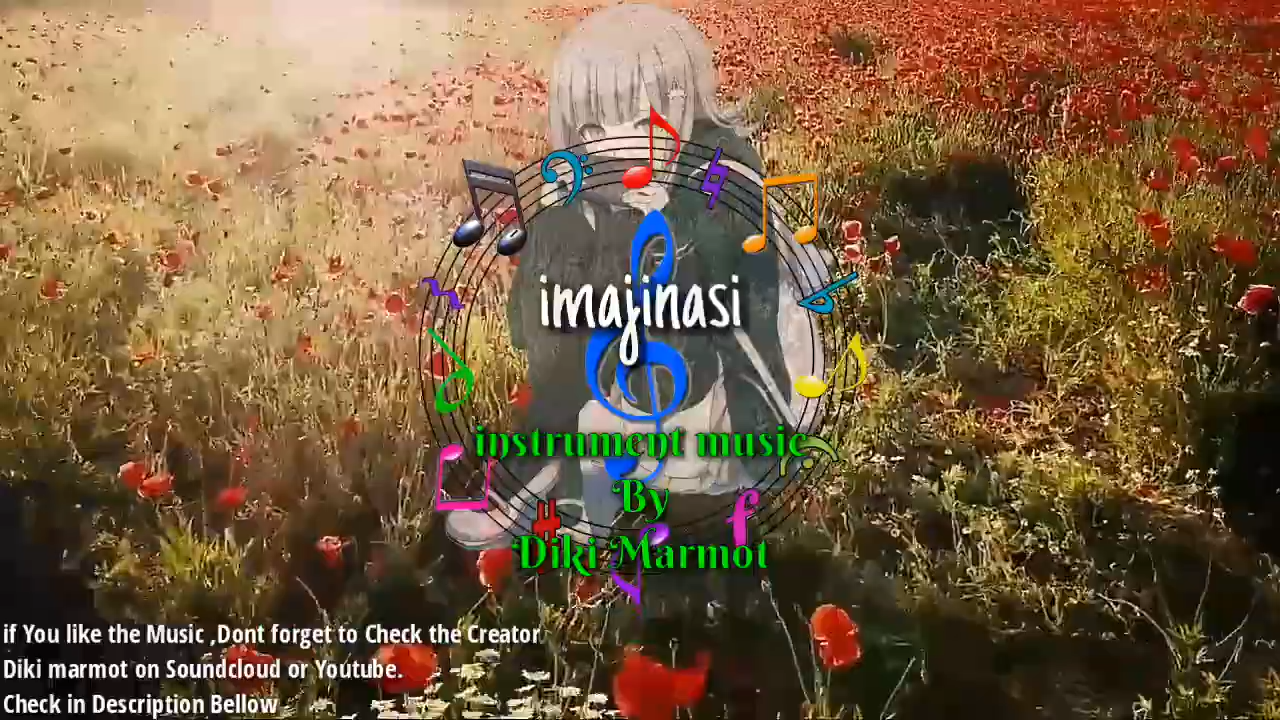 imajinasi
instrument music
By
Diki Marmot
if You like the Music ,Dont forget to Check the Creator
Diki marmot on Soundcloud or Youtube.
Check in Description Bellow